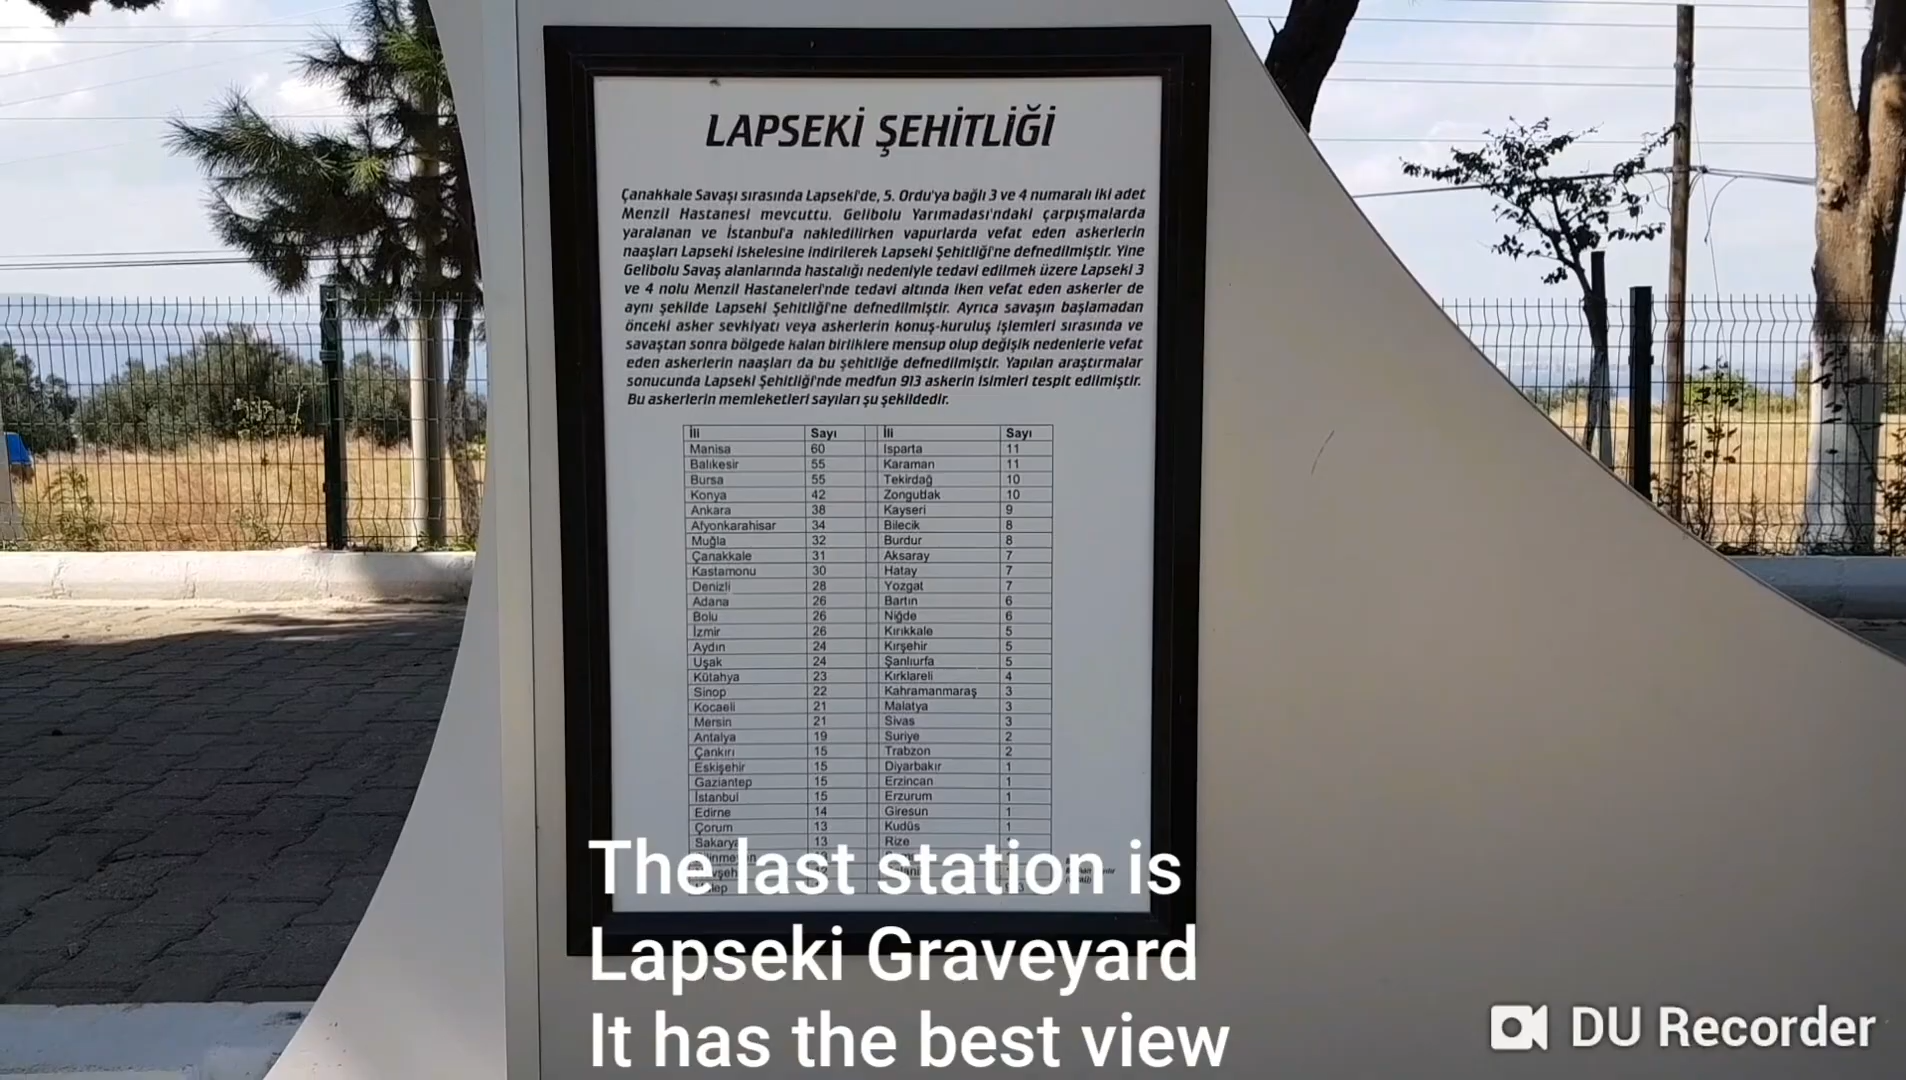 LAPSEKİ ŞEHİTLİĞİ
Çanakkale Savaşı sırasında Lapseki'de, 5. Ordu'ya bağlı 3 ve 4 numaralı iki adet
Menzil Hastanesi mevcuttu. Gelibolu Yarımadası'ndaki çarpışmalarda
yaralanan ve İstanbul'a nakledilirken vapurlarda vefat eden askerlerin
naaşları Lapseki iskelesine indirilerek Lapseki Şehitliği'ne defnedilmiştir. Yine
Gelibolu Savaş alanlarında hastalığı nedeniyle tedavi edilmek üzere Lapseki 3
ve 4 nolu Menzil Hastaneleri'nde tedavi altında iken vefat eden askerler de
aynı şekilde Lapseki Şehitliği'ne defnedilmiştir. Ayrıca savaşın başlamadan
önceki asker sevkiyatı veya askerlerin konuş-kuruluş işlemleri sırasında ve
savaştan sonra bölgede kalan birliklere mensup olup değişik nedenlerle vefat
eden askerlerin naaşları da bu şehitliğe defnedilmiştir. Yapılan araştırmalar
sonucunda Lapseki Şehitliği'nde medfun 913 askerin isimleri tespit edilmiştir.
Bu askerlerin memleketleri sayıları şu şekildedir.
İli Sayı İli Sayı
Manisa 60 Isparta 11
Balıkesir 55 Karaman 11
Bursa 55 Tekirdağ 10
Konya 42 Zonguldak 10
Ankara 38 Kayseri 9
Afyonkarahisar 34 Bilecik 8
Muğla 32 Burdur 8
Çanakkale 31 Aksaray 7
Kastamonu 30 Hatay 7
Denizli 28 Yozgat 7
Adana 26 Bartın 6
Bolu 26 Niğde 6
İzmir 26 Kırıkkale 5
Aydın 24 Kırşehir 5
Uşak 24 Şanlıurfa 5
Kütahya 23 Kırklareli 4
Sinop 22 Kahramanmaraş 3
Kocaeli 21 Malatya 3
Mersin 21 Sivas 3
Antalya 19 Suriye 2
Çankırı 15 Trabzon 2
Eskişehir 15 Diyarbakır 1
Gaziantep 15 Erzincan 1
İstanbul 15 Erzurum 1
Edirne 14 Giresun 1
Çorum 13 Kudüs 1
Sakarya 13 Rize
The last station is
Lapseki Graveyard
It has the best view
DU Recorder